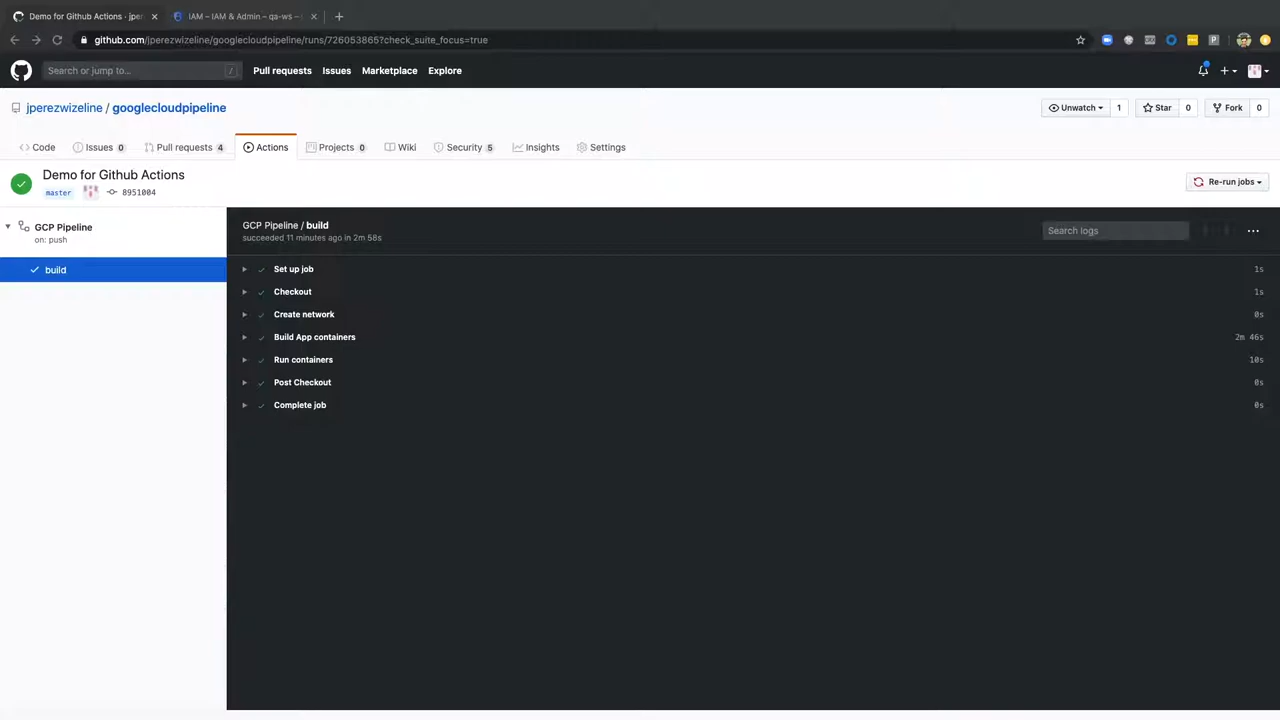 Demo for Github Actions · jper
IAM – IAM & Admin – qa-ws –
github.com/jperezwizeline/googlecloudpipeline/runs/726053865?check_suite_focus=true
Search or jump to…
/
Pull requests
Issues
Marketplace
Explore
jperezwizeline / googlecloudpipeline
Unwatch
1
Star
0
Fork
0
Code
Issues 0
Pull requests 4
Actions
Projects 0
Wiki
Security 5
Insights
Settings
Demo for Github Actions
master
8951004
Re-run jobs
GCP Pipeline
on: push
build
GCP Pipeline / build
succeeded 11 minutes ago in 2m 58s
Search logs
Set up job 1s
Checkout 1s
Create network 0s
Build App containers 2m 46s
Run containers 10s
Post Checkout 0s
Complete job 0s